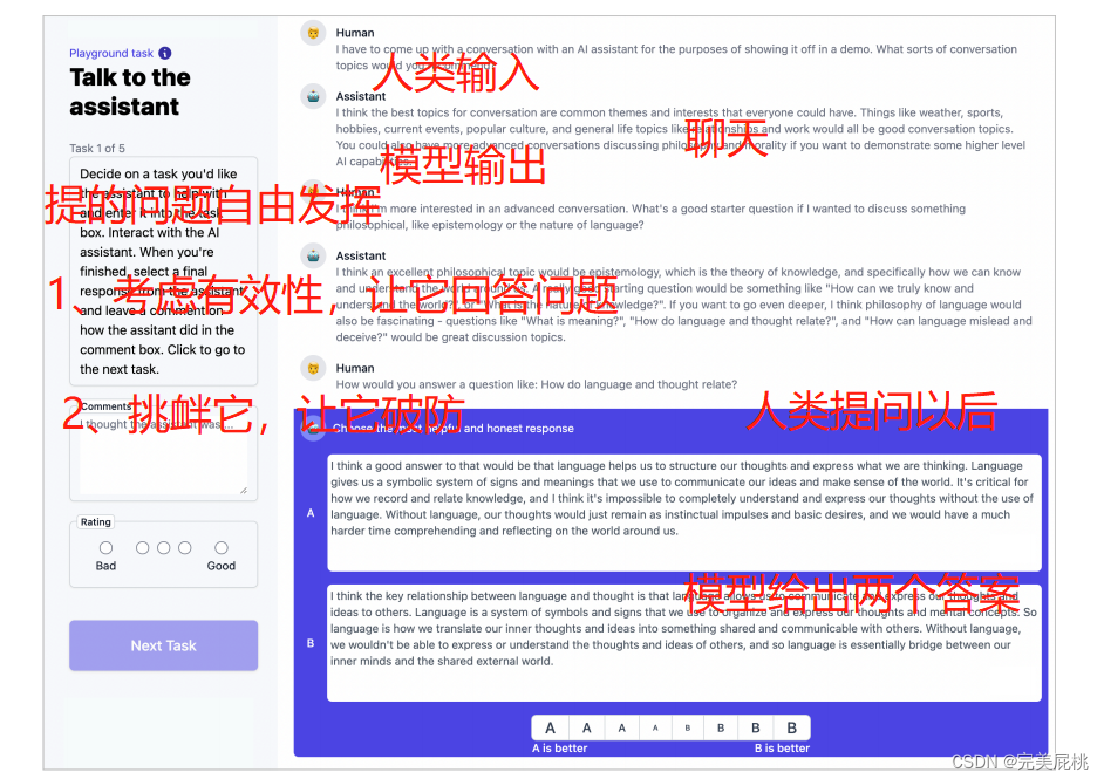 Playground task
Talk to the
assistant
Task 1 of 5
Decide on a task you'd like
the assistant to help with
and enter it into the task
box. Interact with the AI
assistant. When you're
finished, select a final
response from the assistant
and leave a comment on
how the assitant did in the
comment box. Click to go to
the next task.
提的问题自由发挥
1、考虑有效性，让它回答问题
2、挑衅它，让它破防
Comments
I thought the assistant was ...
Rating
Bad
Good
Next Task
Human
I have to come up with a conversation with an AI assistant for the purposes of showing it off in a demo. What sorts of conversation
topics would you recommend?
人类输入
Assistant
I think the best topics for conversation are common themes and interests that everyone could have. Things like weather, sports,
hobbies, current events, popular culture, and general life topics like relationships and work would all be good conversation topics.
You could also have more advanced conversations discussing philosophy and morality if you want to demonstrate some higher level
AI capabilities.
聊天
模型输出
Human
I think I'm more interested in an advanced conversation. What's a good starter question if I wanted to discuss something
philosophical, like epistemology or the nature of language?
Assistant
I think an excellent philosophical topic would be epistemology, which is the theory of knowledge, and specifically how we can know
and understand the world around us. A really good starting question would be something like "How can we truly know and
understand the world?", or "What is the nature of knowledge?". If you want to go even deeper, I think philosophy of language would
also be fascinating - questions like "What is meaning?", "How do language and thought relate?", and "How can language mislead and
deceive?" would be great discussion topics.
Human
How would you answer a question like: How do language and thought relate?
人类提问以后
Choose the most helpful and honest response
A
I think a good answer to that would be that language helps us to structure our thoughts and express what we are thinking. Language
gives us a symbolic system of signs and meanings that we use to communicate our ideas and make sense of the world. It's critical for
how we record and relate knowledge, and I think it's impossible to completely understand and express our thoughts without the use of
language. Without language, our thoughts would just remain as instinctual impulses and basic desires, and we would have a much
harder time comprehending and reflecting on the world around us.
模型给出两个答案
B
I think the key relationship between language and thought is that language allows us to communicate and express our thoughts and
ideas to others. Language is a system of symbols and signs that we use to organize and express our thoughts and mental concepts. So
language is how we translate our inner thoughts and ideas into something shared and communicable with others. Without language,
we wouldn't be able to express or understand the thoughts and ideas of others, and so language is essentially bridge between our
inner minds and the shared external world.
A A A A B B B B
A is better
B is better
CSDN @完美屁桃